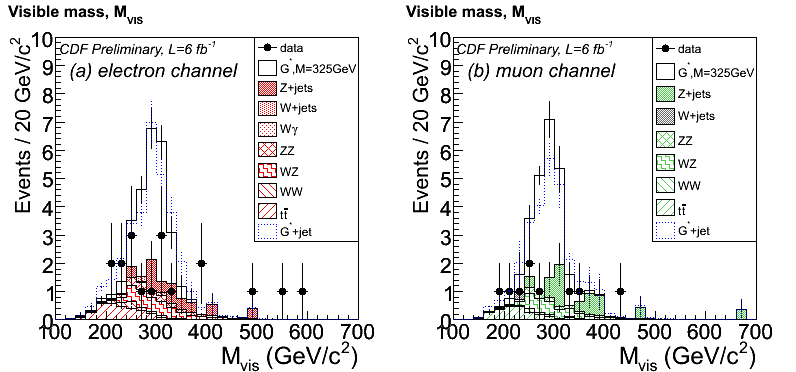 Visible mass, M_VIS
CDF Preliminary, L=6 fb⁻¹
(a) electron channel
Events / 20 GeV/c²
10
9
8
7
6
5
4
3
2
1
0
100 200 300 400 500 600 700
M_vis (GeV/c²)
data
G*,M=325GeV
Z+jets
W+jets
Wγ
ZZ
WZ
WW
tt̄
G*+jet
Visible mass, M_VIS
CDF Preliminary, L=6 fb⁻¹
(b) muon channel
Events / 20 GeV/c²
10
9
8
7
6
5
4
3
2
1
0
100 200 300 400 500 600 700
M_vis (GeV/c²)
data
G*,M=325GeV
Z+jets
W+jets
ZZ
WZ
WW
tt̄
G*+jet